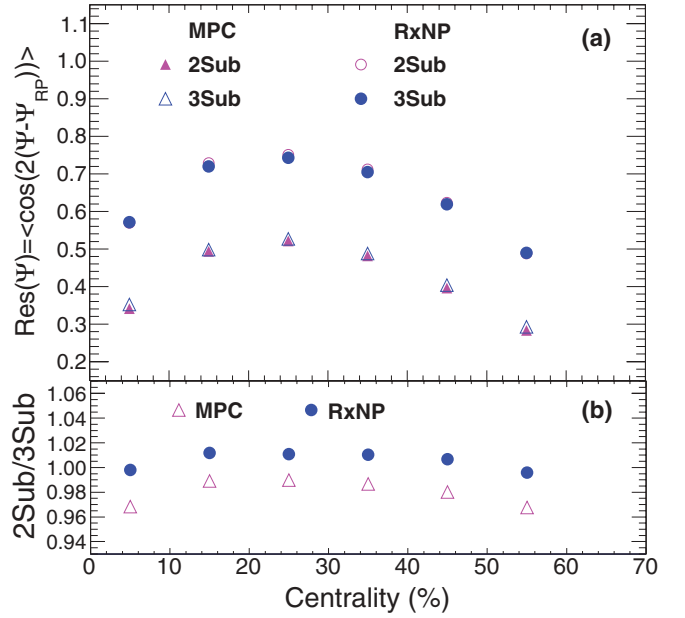 MPC RxNP (a)
2Sub 2Sub
3Sub 3Sub
Res(Ψ)=<cos(2(Ψ-Ψ_RP))>
1.1
1.0
0.9
0.8
0.7
0.6
0.5
0.4
0.3
0.2
MPC RxNP (b)
2Sub/3Sub
1.06
1.04
1.02
1.00
0.98
0.96
0.94
0 10 20 30 40 50 60 70
Centrality (%)